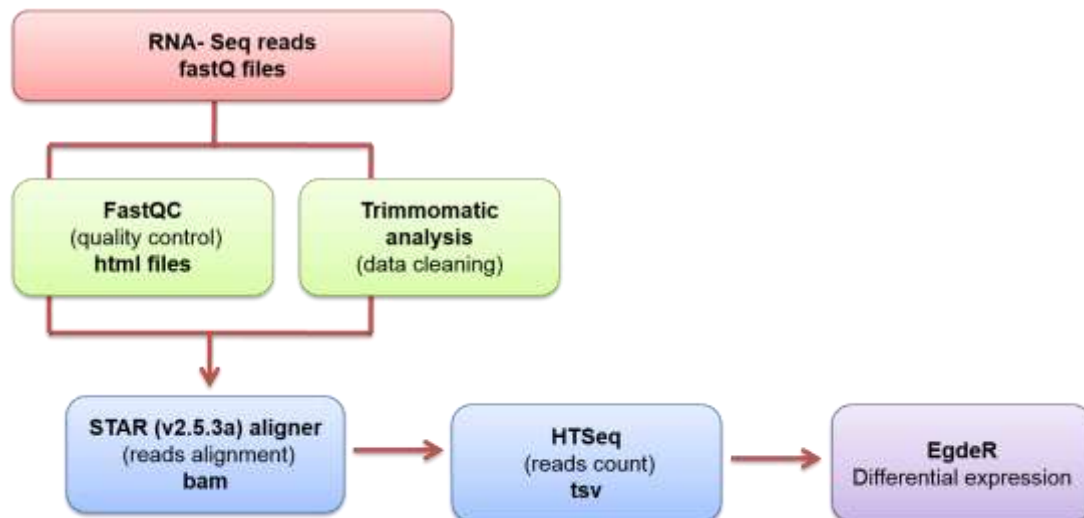 RNA- Seq reads
fastQ files
FastQC
(quality control)
html files
Trimmomatic
analysis
(data cleaning)
STAR (v2.5.3a) aligner
(reads alignment)
bam
HTSeq
(reads count)
tsv
EgdeR
Differential expression